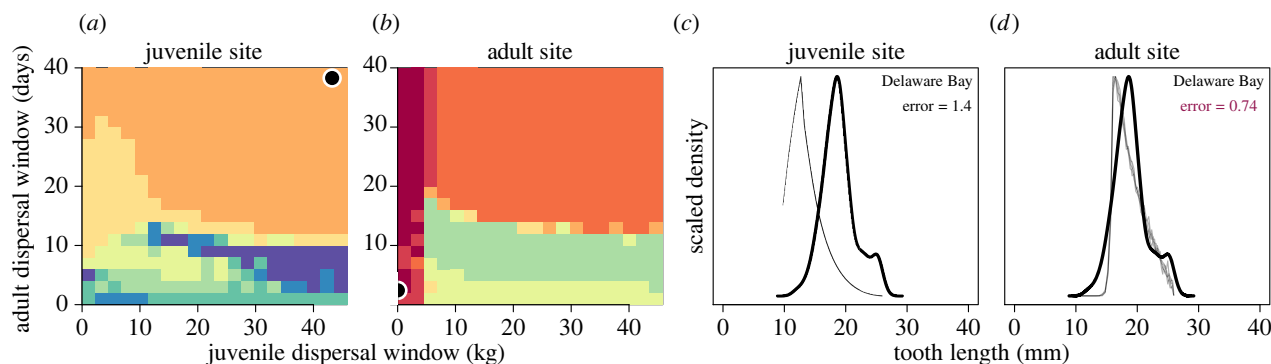 (a)
juvenile site
adult dispersal window (days)
40
30
20
10
0
0 10 20 30 40
(b)
adult site
40
30
20
10
0 10 20 30 40
juvenile dispersal window (kg)
(c)
juvenile site
Delaware Bay
error = 1.4
scaled density
0 10 20 30 40
(d)
adult site
Delaware Bay
error = 0.74
0 10 20 30 40
tooth length (mm)